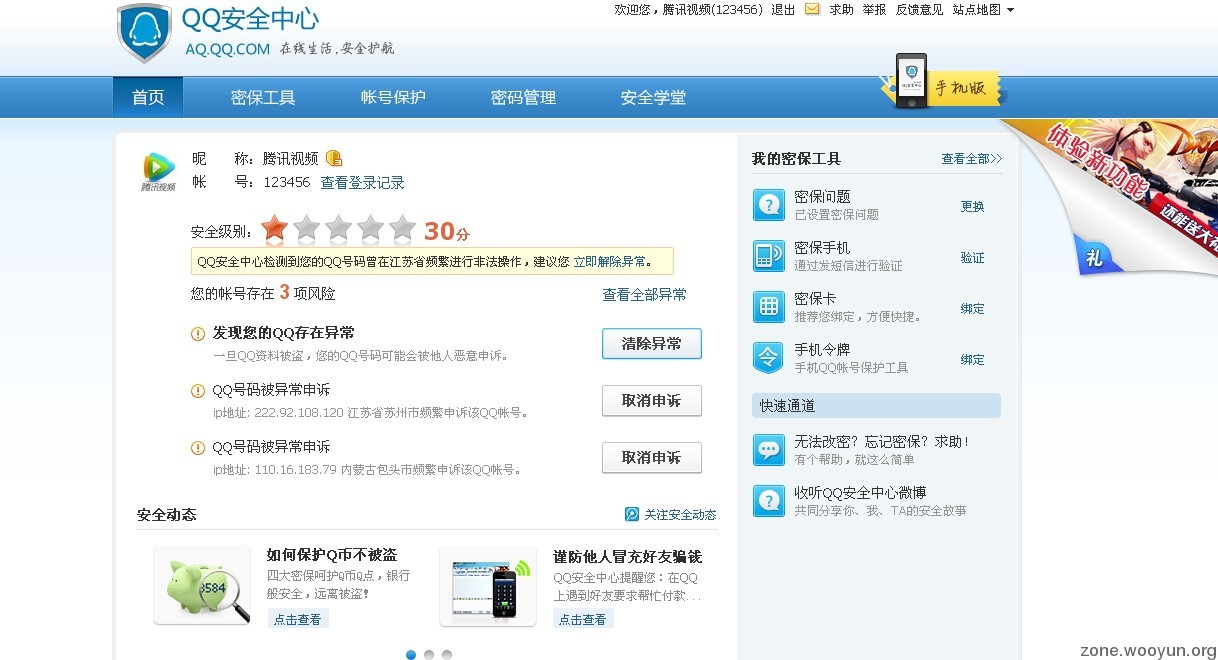 QQ安全中心
AQ.QQ.COM 在线生活,安全护航
欢迎您，腾讯视频(123456) 退出 求助 举报 反馈意见 站点地图
首页 密保工具 帐号保护 密码管理 安全学堂
手机版
体验新功能
还能送大
礼
腾讯视频
昵 称：腾讯视频
帐 号：123456 查看登录记录
安全级别： 30分
QQ安全中心检测到您的QQ号码曾在江苏省频繁进行非法操作，建议您 立即解除异常。
您的帐号存在 3 项风险 查看全部异常
发现您的QQ存在异常
一旦QQ资料被盗，您的QQ号码可能会被他人恶意申诉。
清除异常
QQ号码被异常申诉
ip地址: 222.92.108.120 江苏省苏州市频繁申诉该QQ帐号。
取消申诉
QQ号码被异常申诉
ip地址: 110.16.183.79 内蒙古包头市频繁申诉该QQ帐号。
取消申诉
安全动态 关注安全动态
8584
如何保护Q币不被盗
四大密保呵护Q币Q点，银行
般安全，远离被盗!
点击查看
谨防他人冒充好友骗钱
QQ安全中心提醒您：在QQ
上遇到好友要求帮忙付款...
点击查看
我的密保工具 查看全部>>
密保问题
已设置密保问题
更换
密保手机
通过发短信进行验证
验证
密保卡
推荐您绑定，方便快捷。
绑定
手机令牌
手机QQ帐号保护工具
绑定
快速通道
无法改密？忘记密保？求助！
有个帮助，就这么简单
收听QQ安全中心微博
共同分享你、我、TA的安全故事
zone.wooyun.org